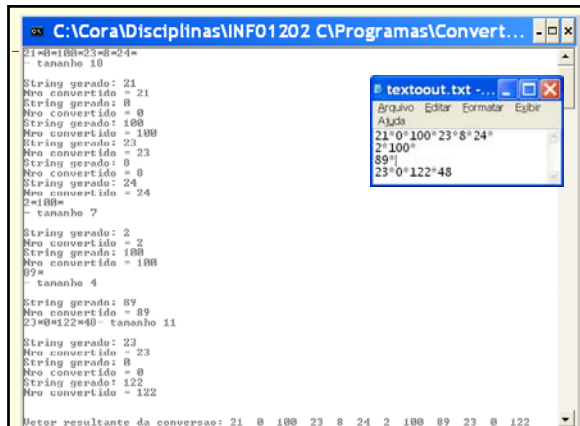 C:\Cora\Disciplinas\INF01202 C\Programas\Convert...
21*0*100*23*8*24*
- tamanho 18
String gerado: 21
Nro convertido = 21
String gerado: 0
Nro convertido = 0
String gerado: 100
Nro convertido = 100
String gerado: 23
Nro convertido = 23
String gerado: 8
Nro convertido = 8
String gerado: 24
Nro convertido = 24
2*100*
- tamanho 7
String gerado: 2
Nro convertido = 2
String gerado: 100
Nro convertido = 100
89*
- tamanho 4
String gerado: 89
Nro convertido = 89
23*0*122*48- tamanho 11
String gerado: 23
Nro convertido = 23
String gerado: 0
Nro convertido = 0
String gerado: 122
Nro convertido = 122
Vetor resultante da conversao: 21 0 100 23 8 24 2 100 89 23 0 122
textoout.txt -...
Arquivo Editar Formatar Exibir
Ajuda
21*0*100*23*8*24*
2*100*
89*
23*0*122*48